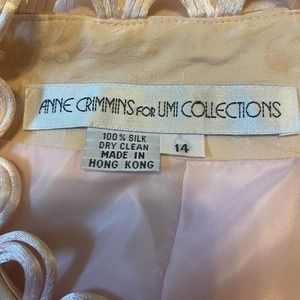 ANNE CRIMMINS FOR UMI COLLECTIONS
100% SILK
DRY CLEAN
MADE IN
HONG KONG
14